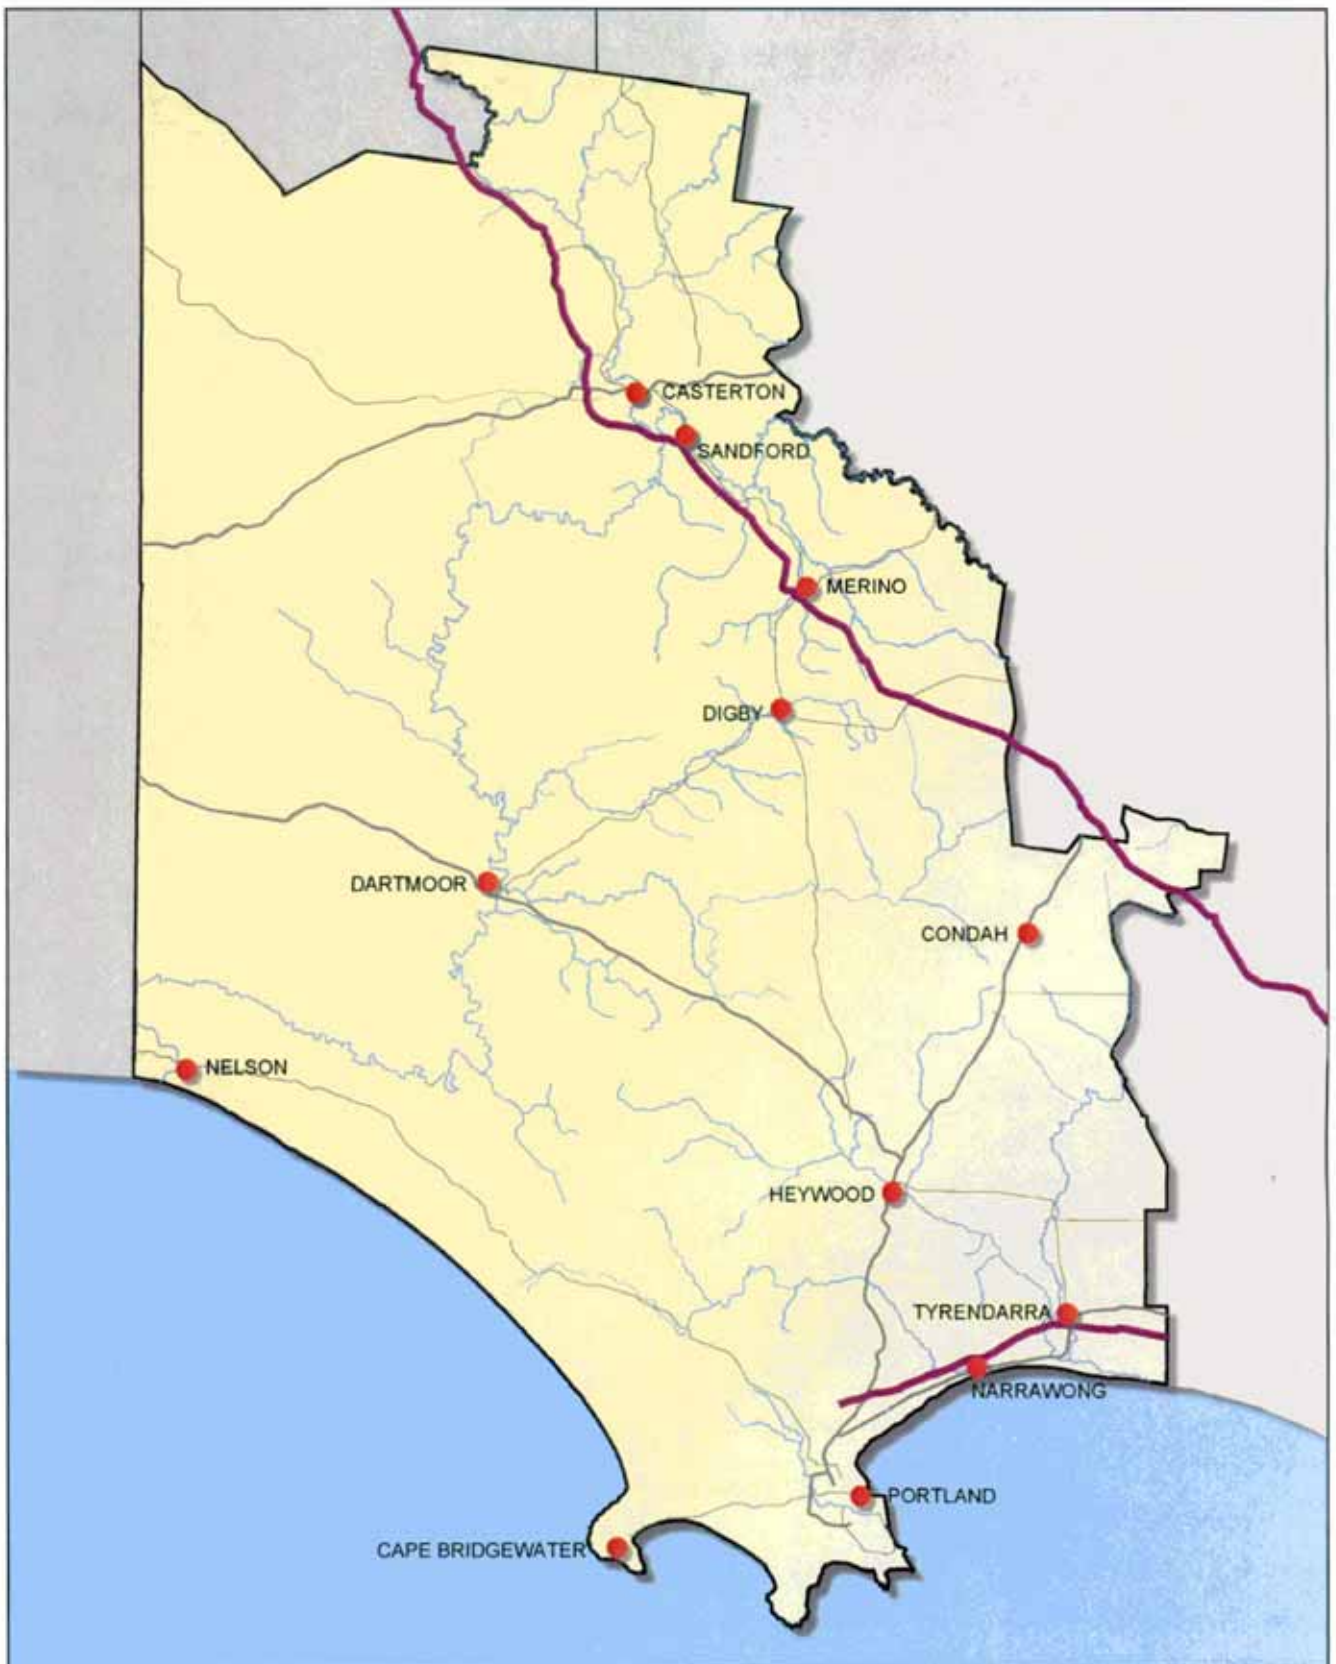 CASTERTON
SANDFORD
MERINO
DIGBY
DARTMOOR
CONDAH
NELSON
HEYWOOD
TYRENDARRA
NARRAWONG
PORTLAND
CAPE BRIDGEWATER